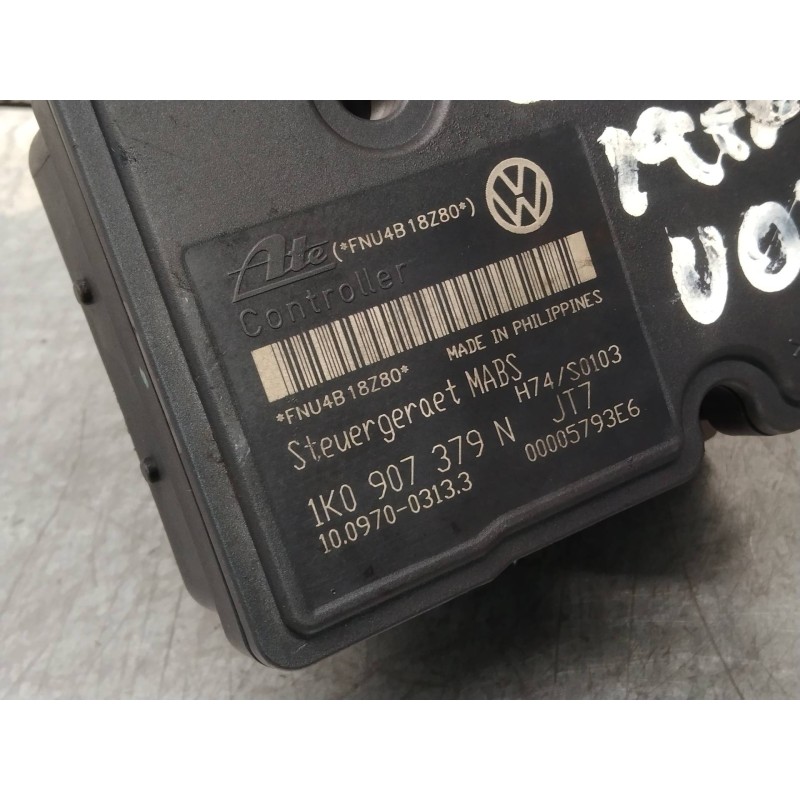 Ate (*FNU4B18Z80*)
Controller
MADE IN PHILIPPINES
*FNU4B18Z80*
Steuergeraet MABS
H74/S0103
1K0 907 379 N JT7
00005793E6
10.0970-0313.3